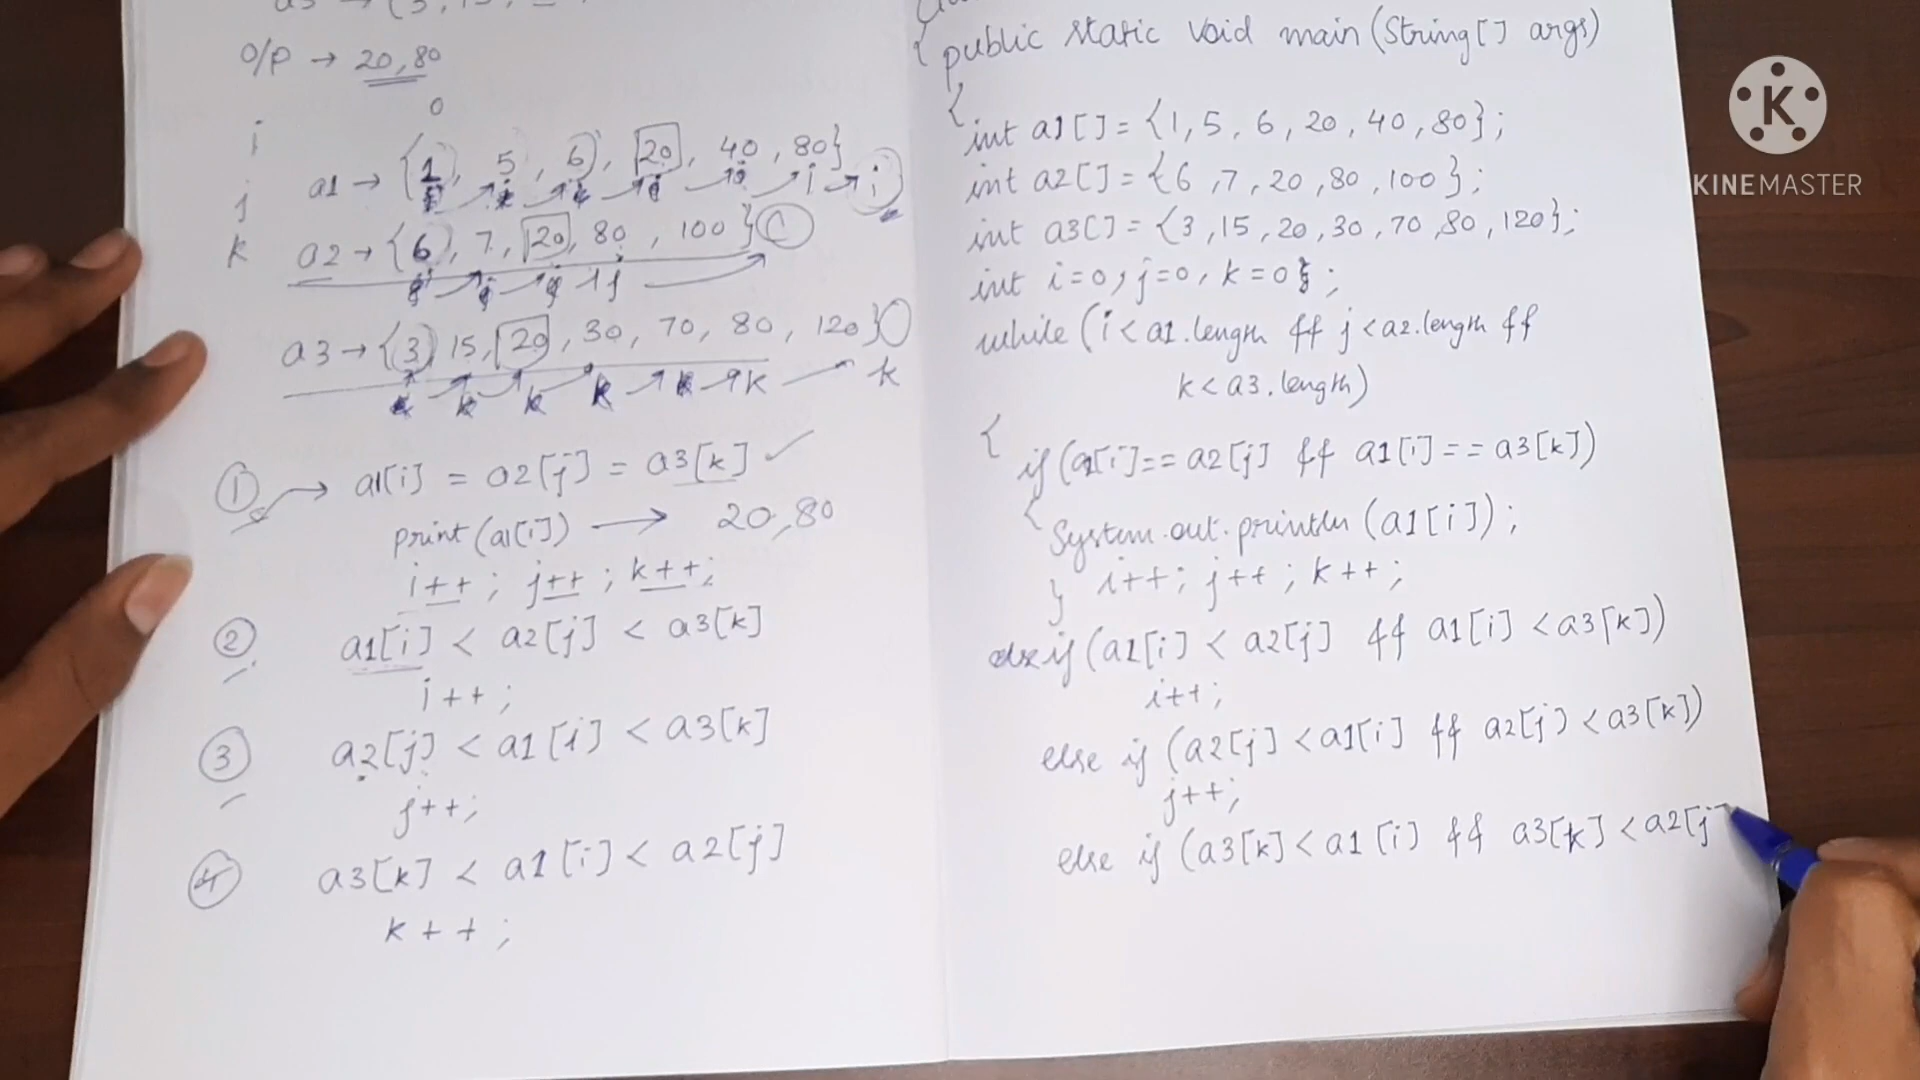 a3 → {3, 15,
O/P → 20,80
0
i
j
k
a1 → {1, 5, 6, 20, 40, 80}
i → i
a2 → {6, 7, 20, 80, 100}
j
a3 → {3, 15, 20, 30, 70, 80, 120}
k k k k k k
① → a1[i] = a2[j] = a3[k] ✓
print(a1[i]) → 20,80
i++; j++; k++;
② a1[i] < a2[j] < a3[k]
i++;
③ a2[j] < a1[i] < a3[k]
j++;
④ a3[k] < a1[i] < a2[j]
k++;
{ public static void main(String[] args)
{
int a1[] = {1, 5, 6, 20, 40, 80};
int a2[] = {6, 7, 20, 80, 100};
int a3[] = {3, 15, 20, 30, 70, 80, 120};
int i=0, j=0, k=0;
while (i < a1.length && j < a2.length &&
k < a3.length)
{
if (a1[i]== a2[j] && a1[i] == a3[k])
{ System.out.println (a1[i]);
} i++; j++; k++;
else if (a1[i] < a2[j] && a1[i] < a3[k])
i++;
else if (a2[j] < a1[i] && a2[j] < a3[k])
j++;
else if (a3[k] < a1[i] && a3[k] < a2[j]
KINEMASTER